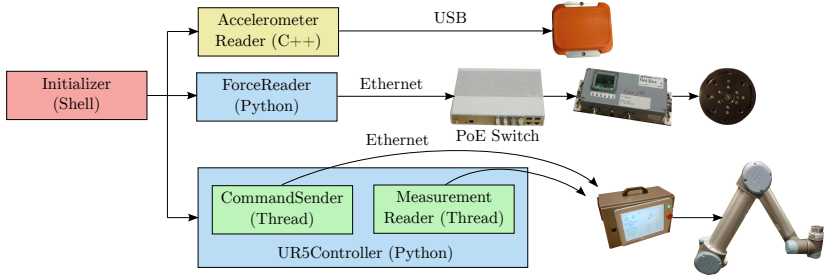 Accelerometer
Reader (C++)
USB
Initializer
(Shell)
ForceReader
(Python)
Ethernet
PoE Switch
Ethernet
CommandSender
(Thread)
Measurement
Reader (Thread)
UR5Controller (Python)